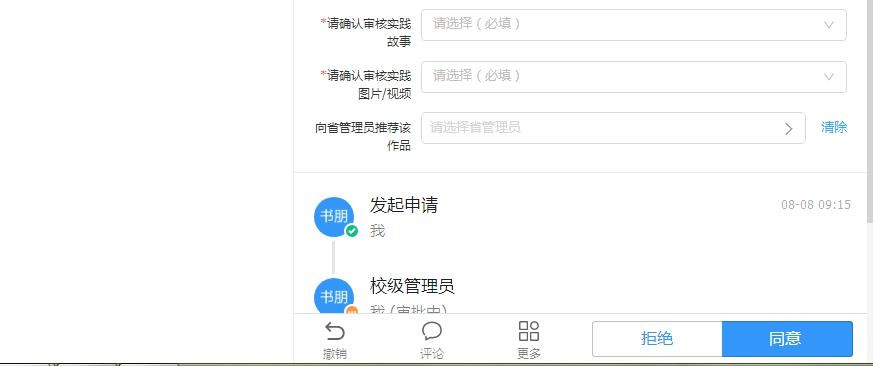 *请确认审核实践
故事
请选择（必填）
*请确认审核实践
图片/视频
请选择（必填）
向省管理员推荐该
作品
请选择省管理员
清除
书朋
发起申请
08-08 09:15
我
书朋
校级管理员
我 (审批中)
撤销
评论
更多
拒绝
同意